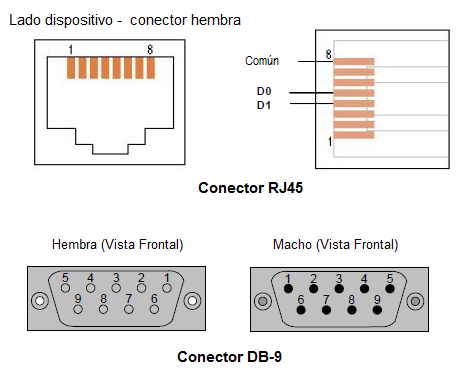 Lado dispositivo - conector hembra
1 8
8
Común
D0
D1
1
Conector RJ45
Hembra (Vista Frontal) Macho (Vista Frontal)
5 4 3 2 1 1 2 3 4 5
9 8 7 6 6 7 8 9
Conector DB-9